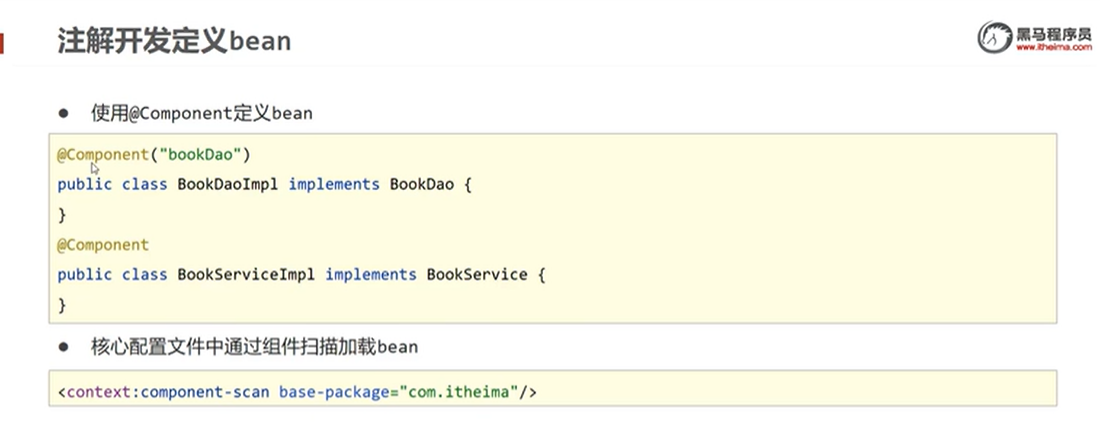 注解开发定义bean
黑马程序员
www.itheima.com
● 使用@Component定义bean
@Component("bookDao")
public class BookDaoImpl implements BookDao {
}
@Component
public class BookServiceImpl implements BookService {
}
● 核心配置文件中通过组件扫描加载bean
<context:component-scan base-package="com.itheima"/>